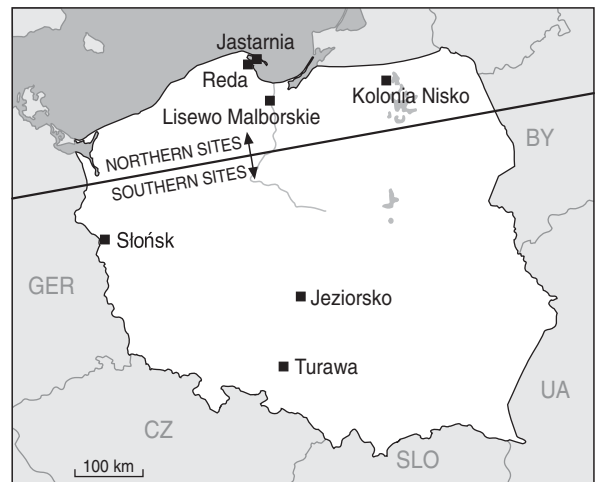 Jastarnia
Reda
Kolonia Nisko
Lisewo Malborskie
BY
NORTHERN SITES
SOUTHERN SITES
Słońsk
GER
Jeziorsko
Turawa
UA
CZ
SLO
100 km